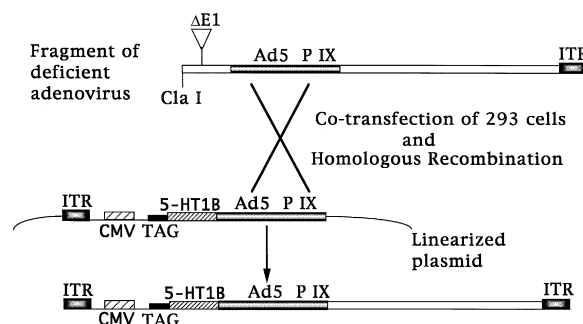 ΔE1
Fragment of
deficient
adenovirus
Ad5 P IX
ITR
Cla I
Co-transfection of 293 cells
and
Homologous Recombination
ITR
5-HT1B
Ad5 P IX
CMV TAG
Linearized
plasmid
ITR
5-HT1B
Ad5 P IX
ITR
CMV TAG